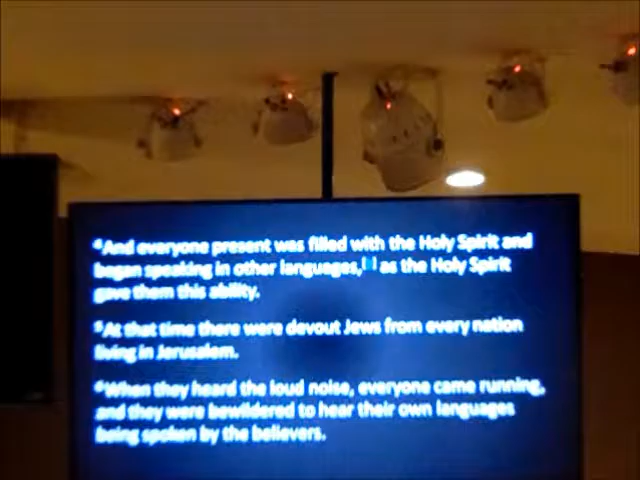 ⁴And everyone present was filled with the Holy Spirit and
began speaking in other languages,[ ] as the Holy Spirit
gave them this ability.
⁵At that time there were devout Jews from every nation
living in Jerusalem.
⁶When they heard the loud noise, everyone came running,
and they were bewildered to hear their own languages
being spoken by the believers.